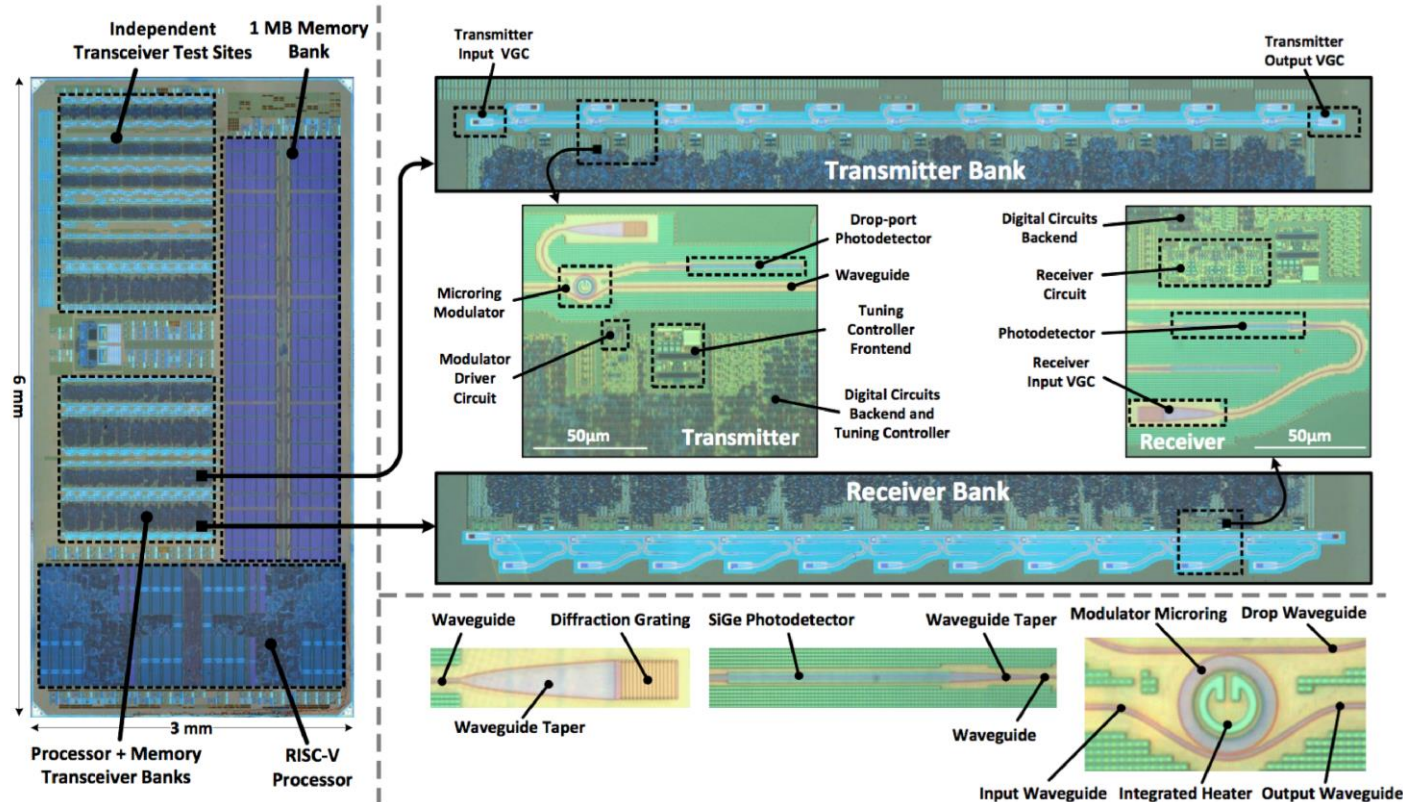 Independent
Transceiver Test Sites
1 MB Memory
Bank
6mm
3 mm
Processor + Memory
Transceiver Banks
RISC-V
Processor
Transmitter
Input VGC
Transmitter
Output VGC
Transmitter Bank
Drop-port
Photodetector
Waveguide
Microring
Modulator
Tuning
Controller
Frontend
Modulator
Driver
Circuit
Digital Circuits
Backend and
Tuning Controller
50µm
Transmitter
Digital Circuits
Backend
Receiver
Circuit
Photodetector
Receiver
Input VGC
Receiver
50µm
Receiver Bank
Waveguide
Diffraction Grating
Waveguide Taper
SiGe Photodetector
Waveguide Taper
Waveguide
Modulator Microring
Drop Waveguide
Input Waveguide
Integrated Heater
Output Waveguide